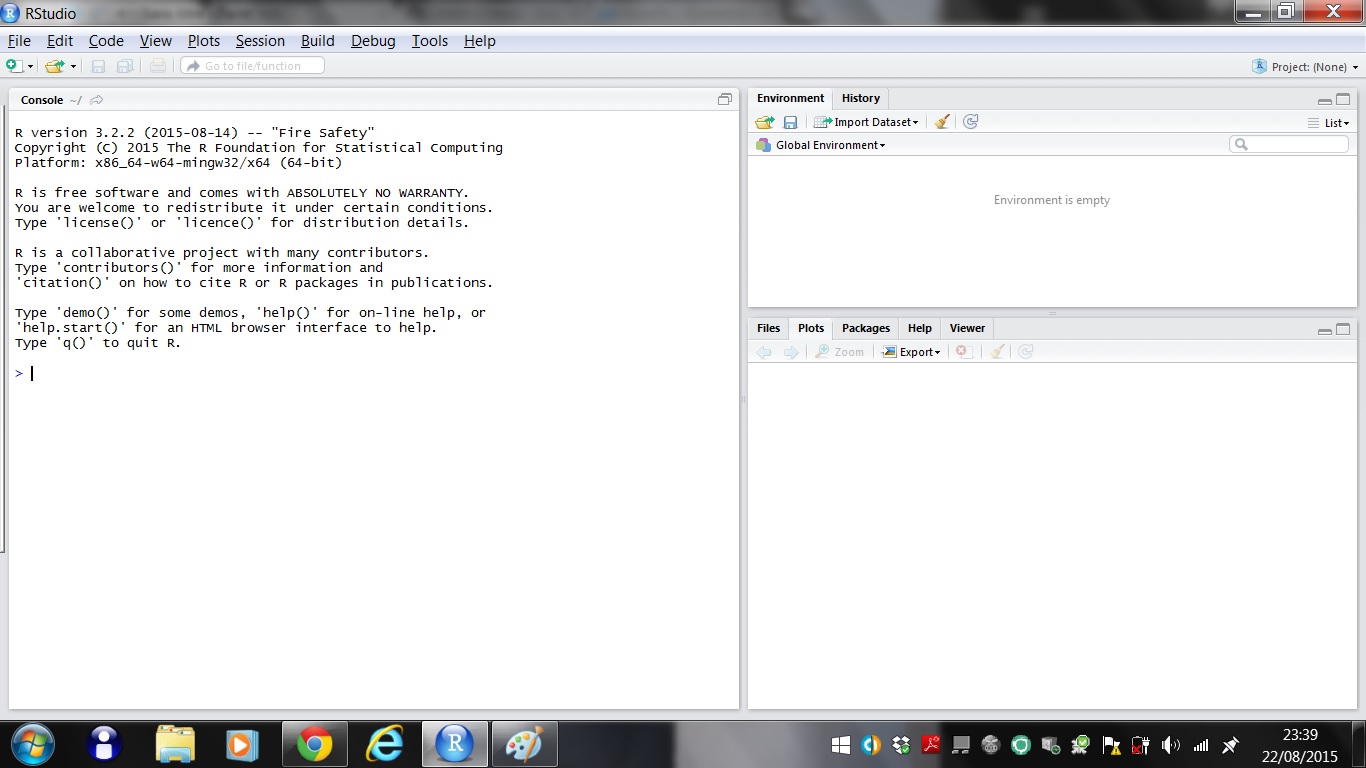 RStudio
File Edit Code View Plots Session Build Debug Tools Help
Go to file/function
Project: (None)
Console ~/
R version 3.2.2 (2015-08-14) -- "Fire Safety"
Copyright (C) 2015 The R Foundation for Statistical Computing
Platform: x86_64-w64-mingw32/x64 (64-bit)
R is free software and comes with ABSOLUTELY NO WARRANTY.
You are welcome to redistribute it under certain conditions.
Type 'license()' or 'licence()' for distribution details.
R is a collaborative project with many contributors.
Type 'contributors()' for more information and
'citation()' on how to cite R or R packages in publications.
Type 'demo()' for some demos, 'help()' for on-line help, or
'help.start()' for an HTML browser interface to help.
Type 'q()' to quit R.
>
Environment History
Import Dataset
List
Global Environment
Environment is empty
Files Plots Packages Help Viewer
Zoom Export
23:39
22/08/2015